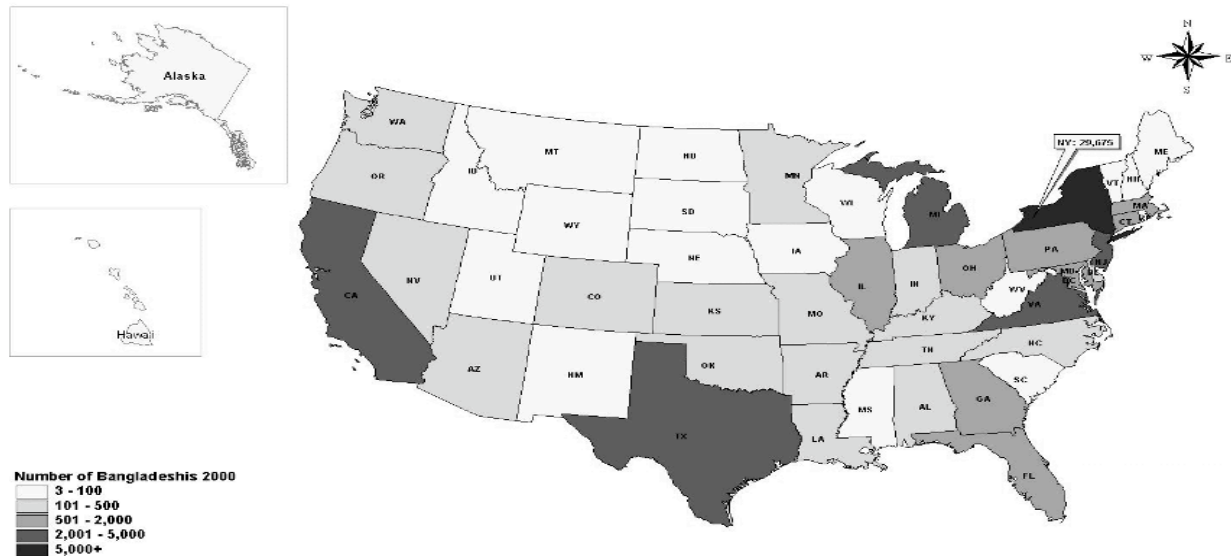 Alaska
Hawaii
N
W E
S
NY: 29,675
WA
MT
ND
MN
ME
VT
NH
OR
ID
WY
SD
WI
MI
MA
CT
NE
IA
PA
NJ
NV
UT
CO
KS
MO
IL
IN
OH
WV
MD
DC
VA
KY
CA
AZ
NM
OK
AR
TN
NC
SC
TX
LA
MS
AL
GA
FL
Number of Bangladeshis 2000
3 - 100
101 - 500
501 - 2,000
2,001 - 5,000
5,000+